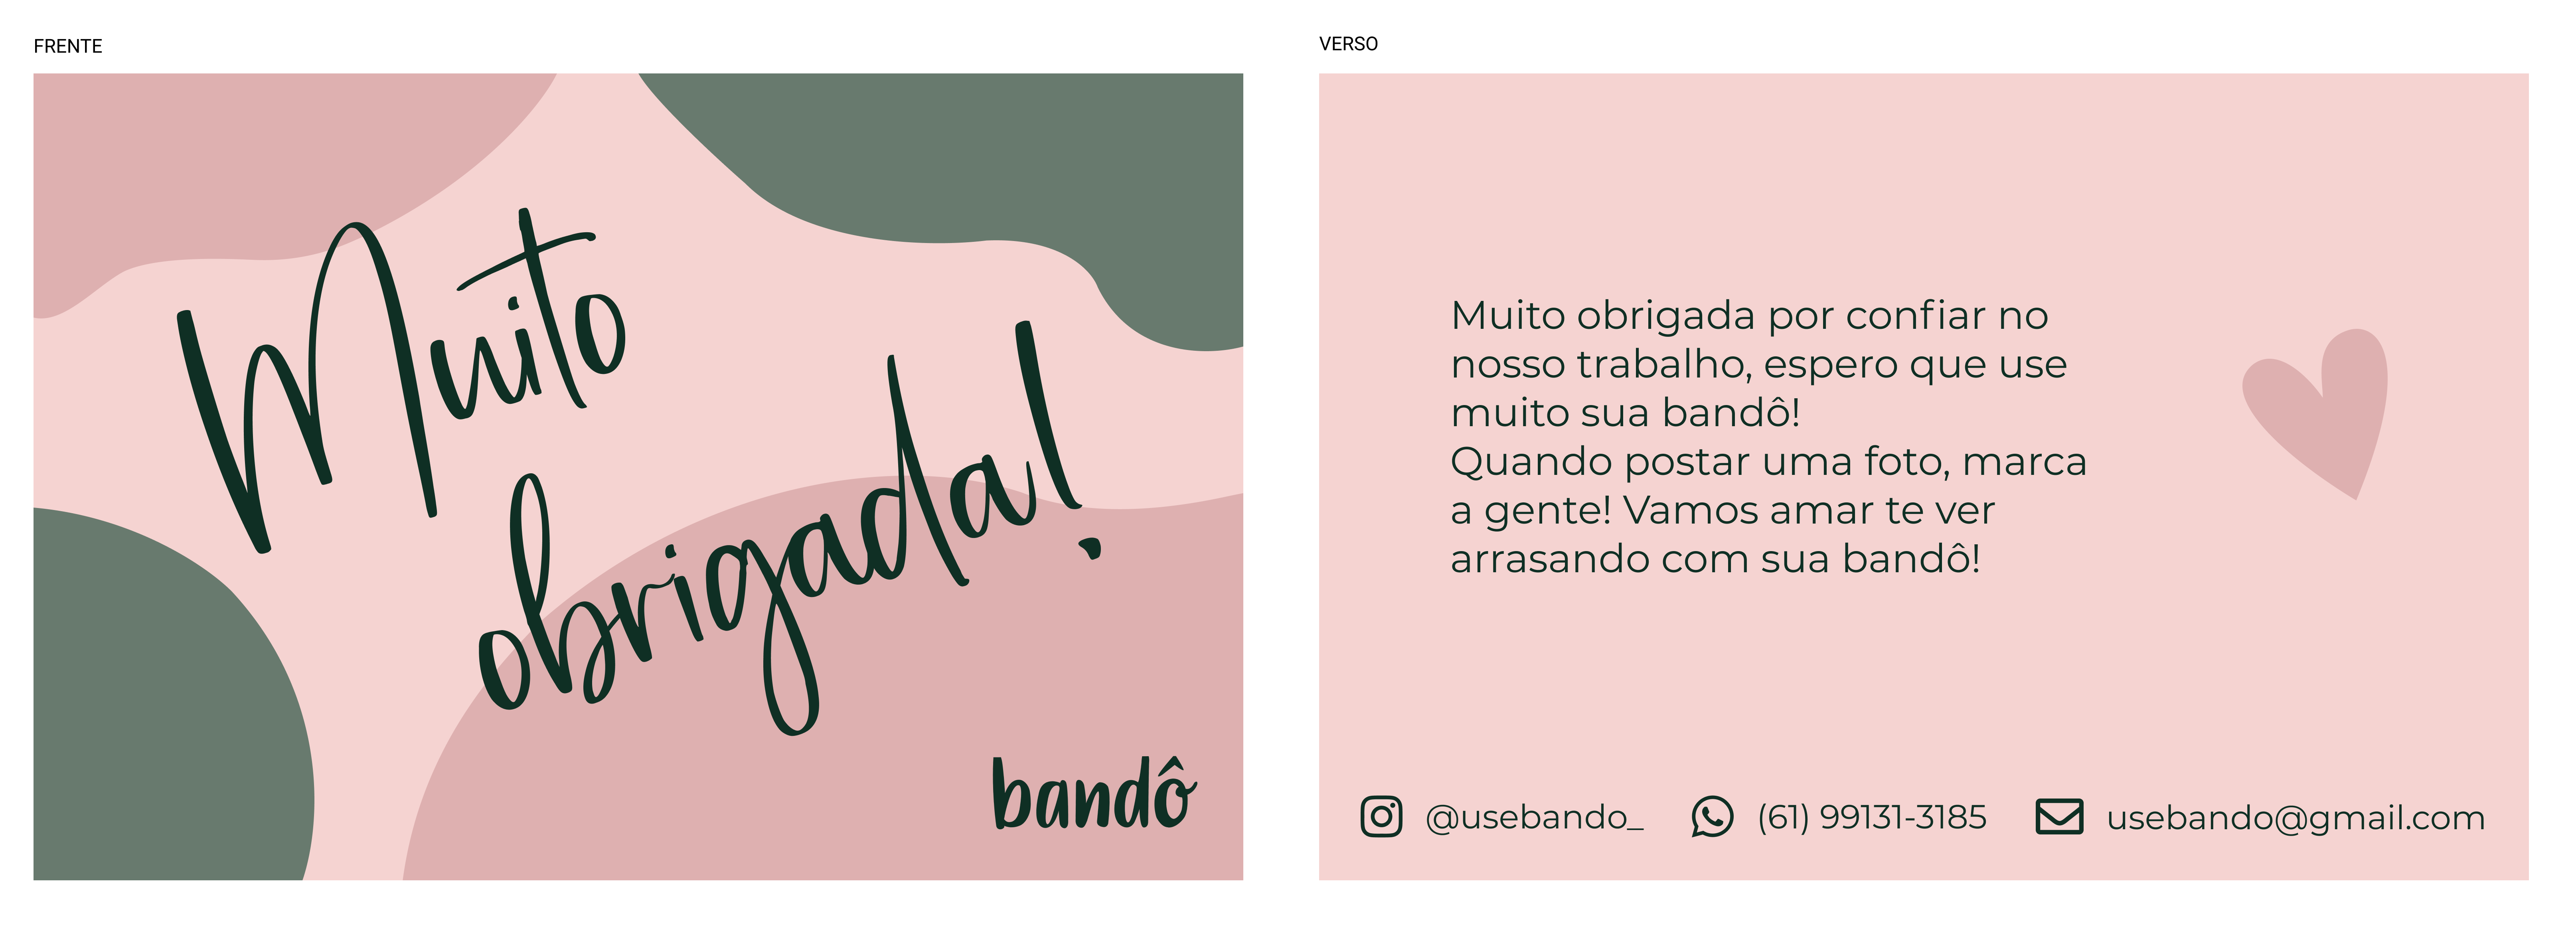 FRENTE
Muito
obrigada!
bandô
VERSO
Muito obrigada por confiar no
nosso trabalho, espero que use
muito sua bandô!
Quando postar uma foto, marca
a gente! Vamos amar te ver
arrasando com sua bandô!
@usebando_
(61) 99131-3185
usebando@gmail.com